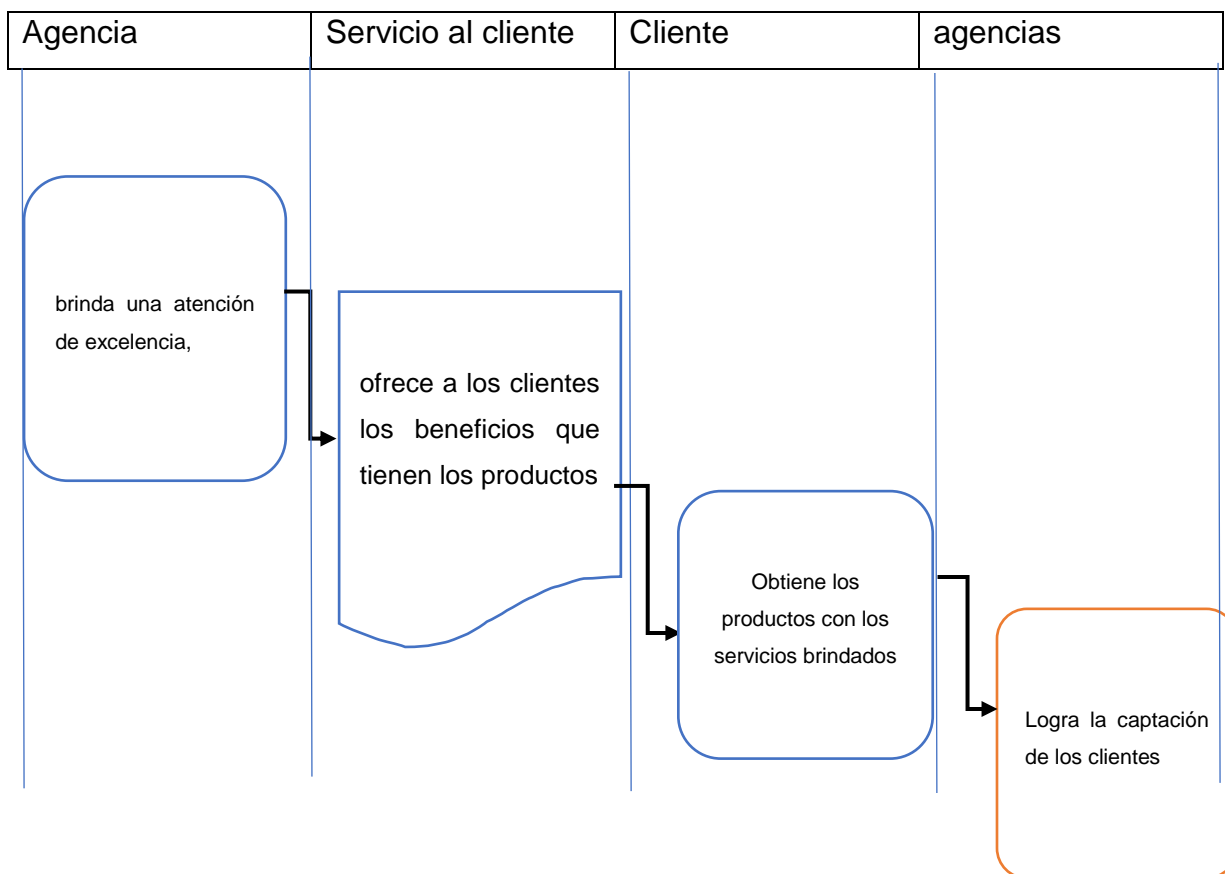 Agencia Servicio al cliente Cliente agencias
brinda una atención
de excelencia,
ofrece a los clientes
los beneficios que
tienen los productos
Obtiene los
productos con los
servicios brindados
Logra la captación
de los clientes